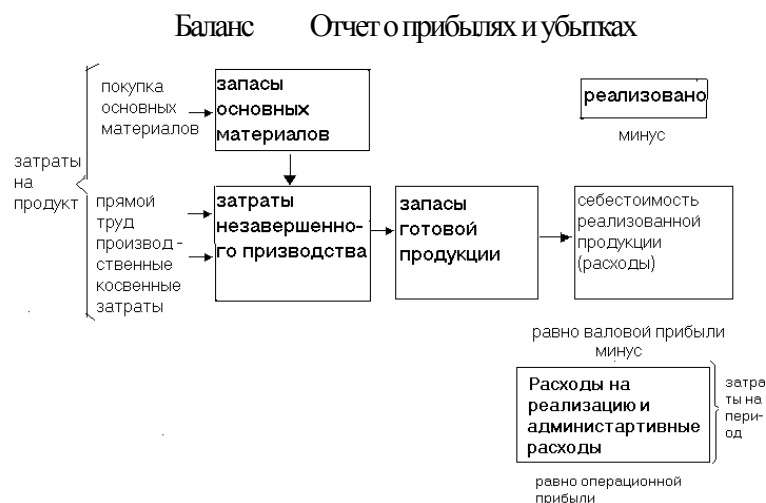 Баланс Отчет о прибылях и убытках
затраты
на
продукт
покупка
основных
материалов
запасы
основных
материалов
реализовано
минус
прямой
труд
производ -
ственные
косвенные
затраты
затраты
незавершенно-
го призводства
запасы
готовой
продукции
себестоимость
реализованной
продукции
(расходы)
равно валовой прибыли
минус
Расходы на
реализацию и
администартивные
расходы
затра
ты на
пери-
од
равно операционной
прибыли